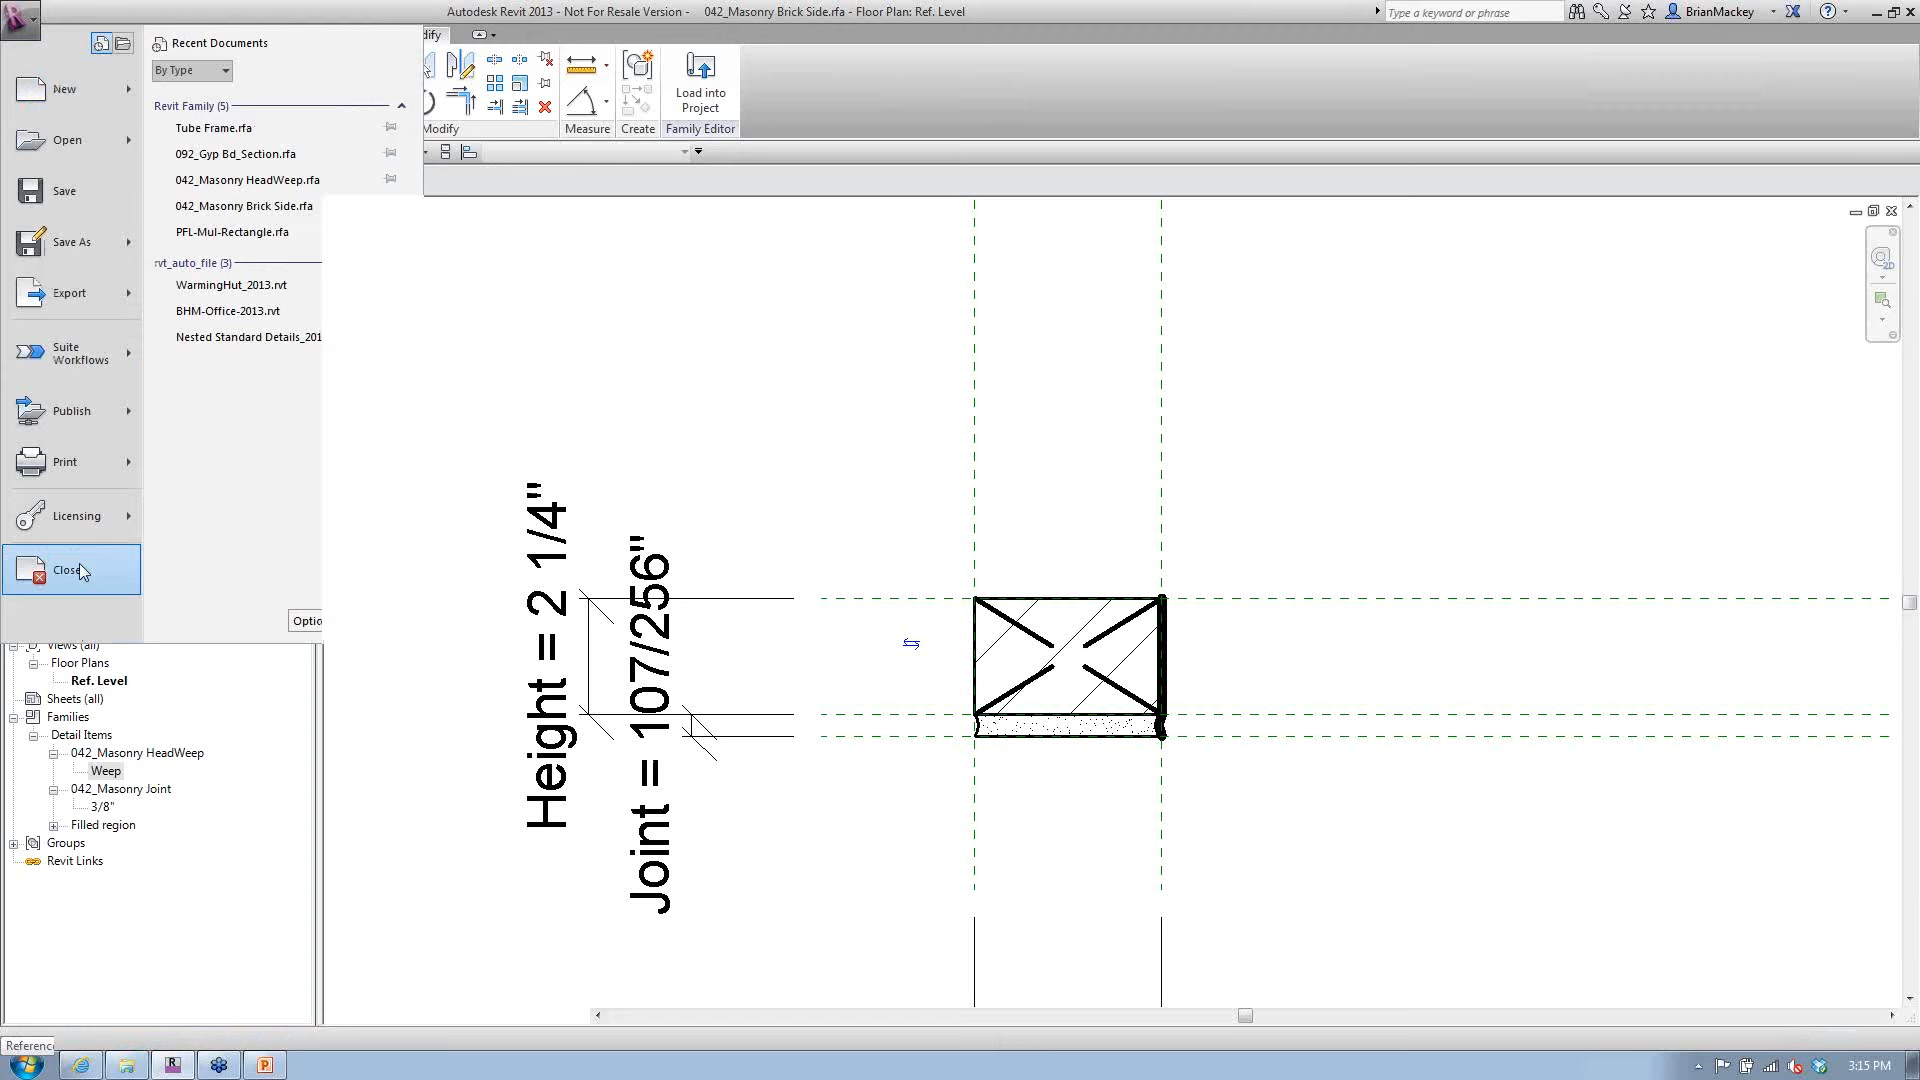 Autodesk Revit 2013 - Not For Resale Version - 042_Masonry Brick Side.rfa - Floor Plan: Ref. Level
Type a keyword or phrase
BrianMackey
Recent Documents
By Type
Revit Family (5)
Tube Frame.rfa
092_Gyp Bd_Section.rfa
042_Masonry HeadWeep.rfa
042_Masonry Brick Side.rfa
PFL-Mul-Rectangle.rfa
rvt_auto_file (3)
WarmingHut_2013.rvt
BHM-Office-2013.rvt
Nested Standard Details_201
Optio
New
Open
Save
Save As
Export
Suite
Workflows
Publish
Print
Licensing
Close
dify
Load into
Project
Modify
Measure
Create
Family Editor
2D
Views (all)
Floor Plans
Ref. Level
Sheets (all)
Families
Detail Items
042_Masonry HeadWeep
Weep
042_Masonry Joint
3/8"
Filled region
Groups
Revit Links
Height = 2 1/4"
Joint = 107/256"
Referenc
3:15 PM